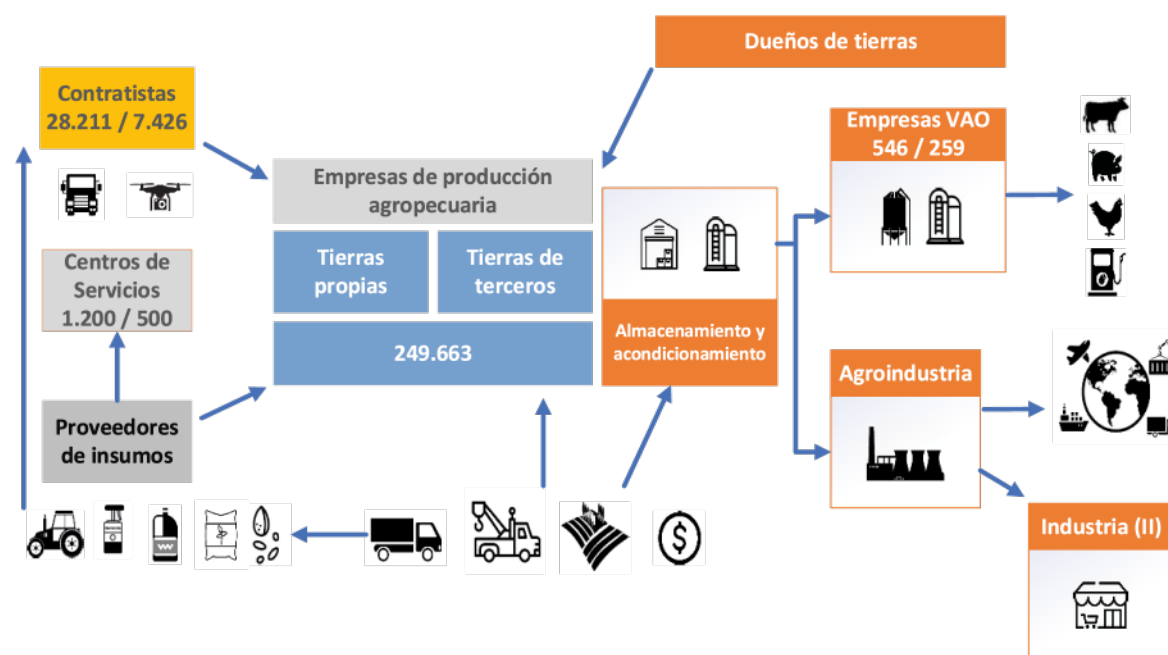 Dueños de tierras
Contratistas
28.211 / 7.426
Empresas VAO
546 / 259
Empresas de producción
agropecuaria
Tierras
propias
Tierras de
terceros
Centros de
Servicios
1.200 / 500
249.663
Almacenamiento y
acondicionamiento
Agroindustria
Proveedores
de insumos
Industria (II)
$